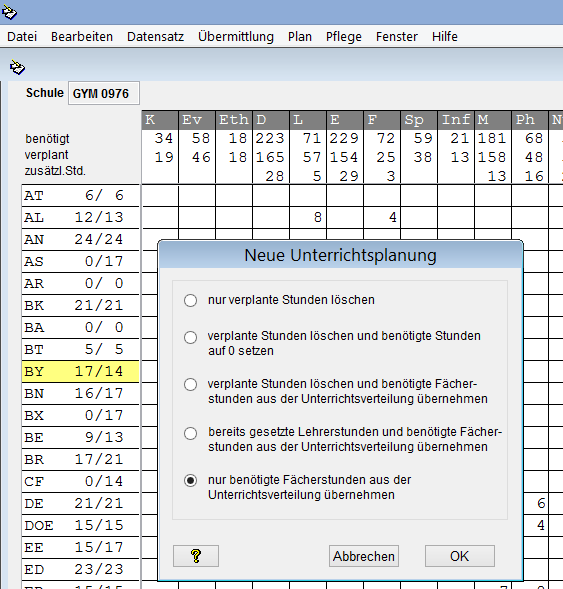 Datei Bearbeiten Datensatz Übermittlung Plan Pflege Fenster Hilfe
Schule GYM 0976
K Ev Eth D L E F Sp Inf M Ph
benötigt 34 58 18 223 71 229 72 59 21 181 68
verplant 19 46 18 165 57 154 25 38 13 158 48
zusätzl.Std. 28 5 29 3 13 16
AT 6/ 6
AL 12/13 8 4
AN 24/24
AS 0/17
AR 0/ 0
BK 21/21
BA 0/ 0
BT 5/ 5
BY 17/14
BN 16/17
BX 0/17
BE 9/13
BR 17/21
CF 0/14
DE 21/21 6
DOE 15/15 4
EE 15/17
ED 23/23
Neue Unterrichtsplanung
nur verplante Stunden löschen
verplante Stunden löschen und benötigte Stunden
auf 0 setzen
verplante Stunden löschen und benötigte Fächer-
stunden aus der Unterrichtsverteilung übernehmen
bereits gesetzte Lehrerstunden und benötigte Fächer-
stunden aus der Unterrichtsverteilung übernehmen
nur benötigte Fächerstunden aus der
Unterrichtsverteilung übernehmen
? Abbrechen OK